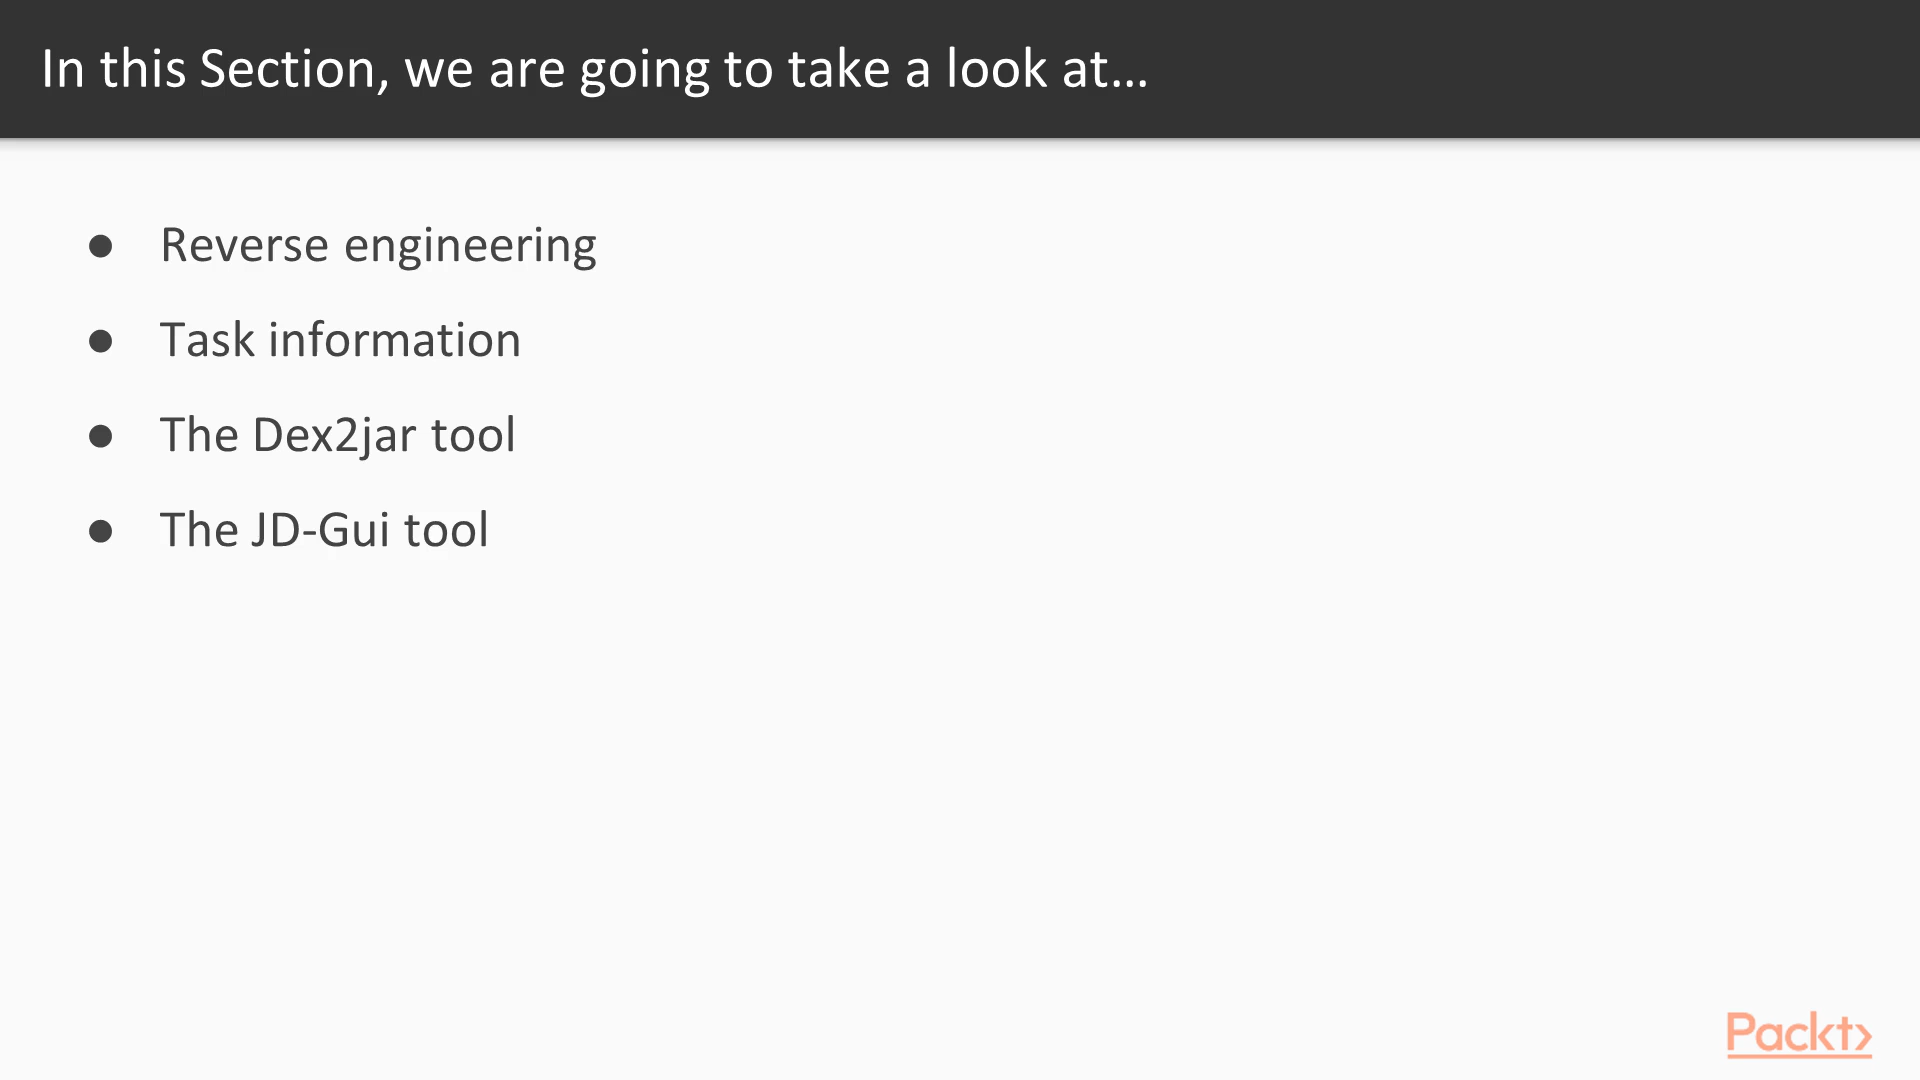 In this Section, we are going to take a look at...
● Reverse engineering
● Task information
● The Dex2jar tool
● The JD-Gui tool
Packt>